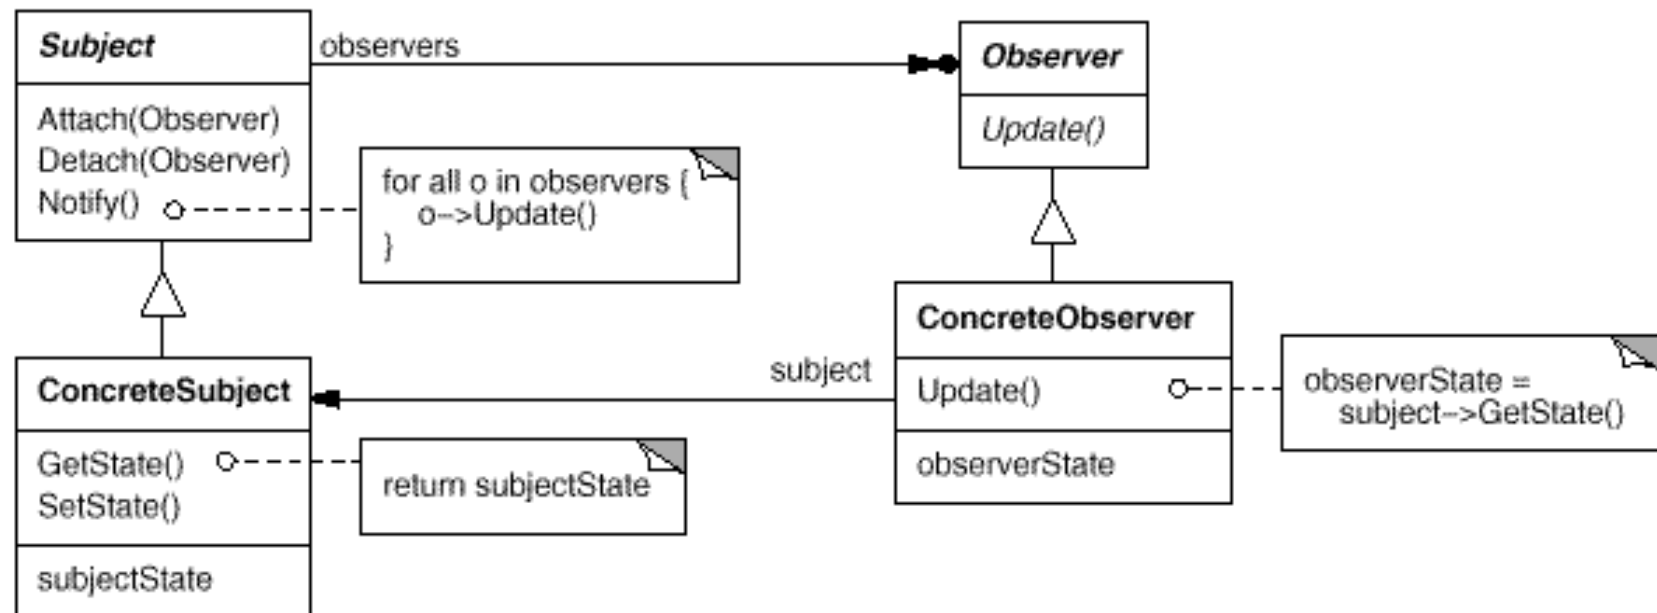 Subject
Attach(Observer)
Detach(Observer)
Notify()
observers
for all o in observers {
o->Update()
}
Observer
Update()
ConcreteSubject
GetState()
SetState()
subjectState
return subjectState
subject
ConcreteObserver
Update()
observerState
observerState =
subject->GetState()